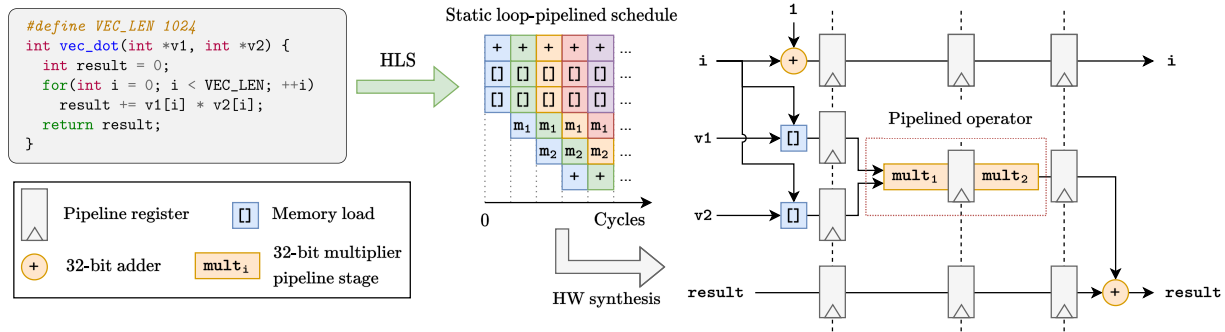 #define VEC_LEN 1024
int vec_dot(int *v1, int *v2) {
int result = 0;
for(int i = 0; i < VEC_LEN; ++i)
result += v1[i] * v2[i];
return result;
}
HLS
Static loop-pipelined schedule
+ + + + + ...
[] [] [] [] [] ...
[] [] [] [] [] ...
m1 m1 m1 m1 ...
m2 m2 m2 ...
+ + ...
0 Cycles
HW synthesis
Pipeline register
[] Memory load
+ 32-bit adder
mult_i 32-bit multiplier
pipeline stage
1
i + i
v1 []
Pipelined operator
mult1 mult2
v2 []
result + result